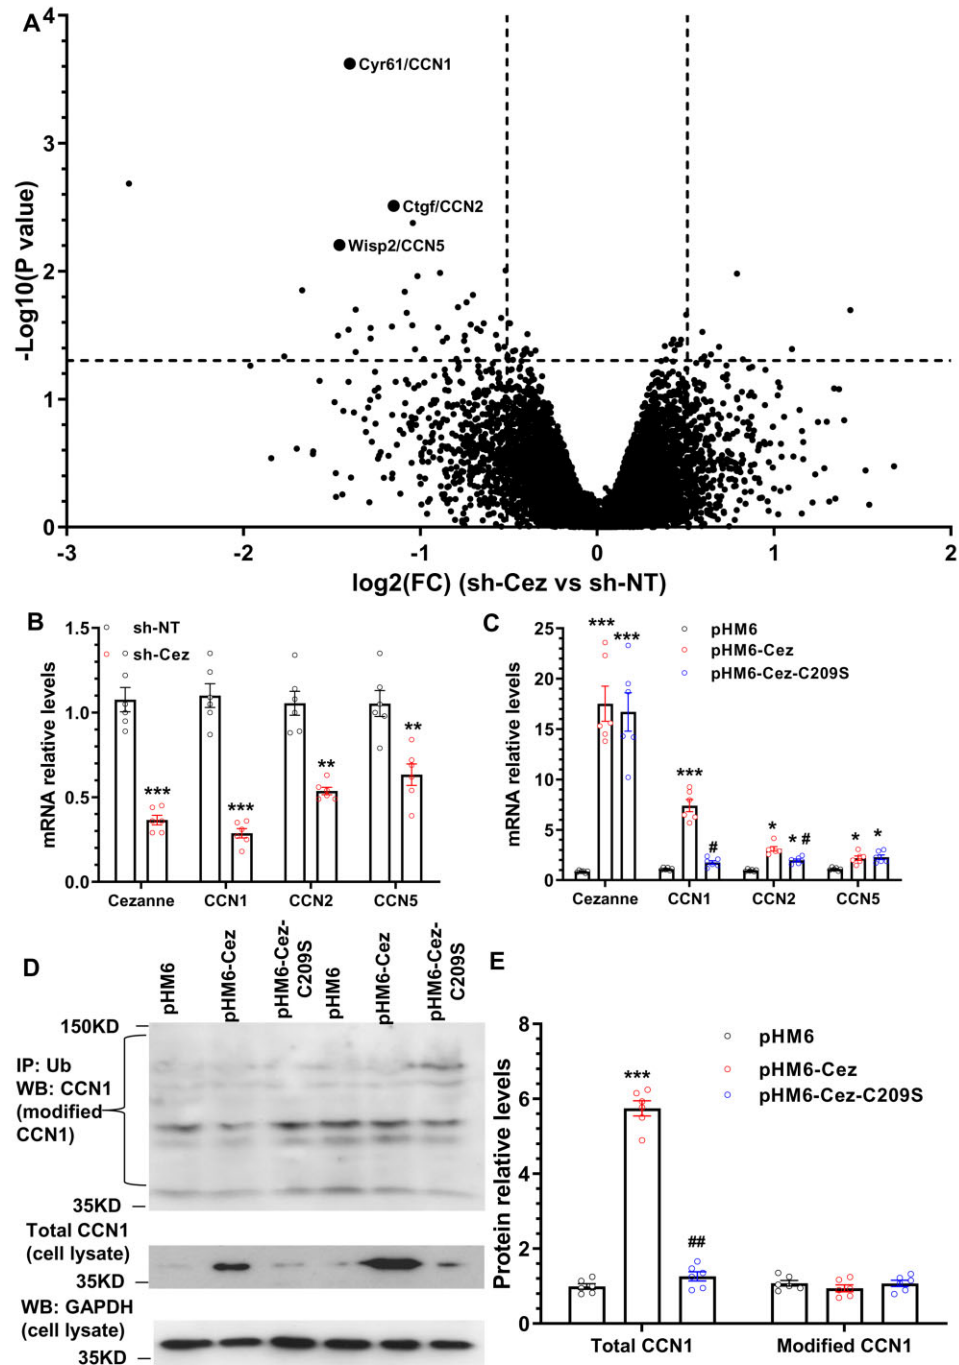 A
4
3
2
1
0
-Log10(P value)
Cyr61/CCN1
Ctgf/CCN2
Wisp2/CCN5
-3
-2
-1
0
1
2
log2(FC) (sh-Cez vs sh-NT)
B
1.5
1.0
0.5
0.0
mRNA relative levels
sh-NT
sh-Cez
***
***
**
**
Cezanne
CCN1
CCN2
CCN5
C
25
20
15
10
5
0
mRNA relative levels
pHM6
pHM6-Cez
pHM6-Cez-C209S
***
***
***
#
*
* #
*
*
Cezanne
CCN1
CCN2
CCN5
D
pHM6
pHM6-Cez
pHM6-Cez-
C209S
pHM6
pHM6-Cez
pHM6-Cez-
C209S
150KD
IP: Ub
WB: CCN1
(modified
CCN1)
35KD
Total CCN1
(cell lysate)
35KD
WB: GAPDH
(cell lysate)
35KD
E
8
6
4
2
0
Protein relative levels
pHM6
pHM6-Cez
pHM6-Cez-C209S
***
##
Total CCN1
Modified CCN1